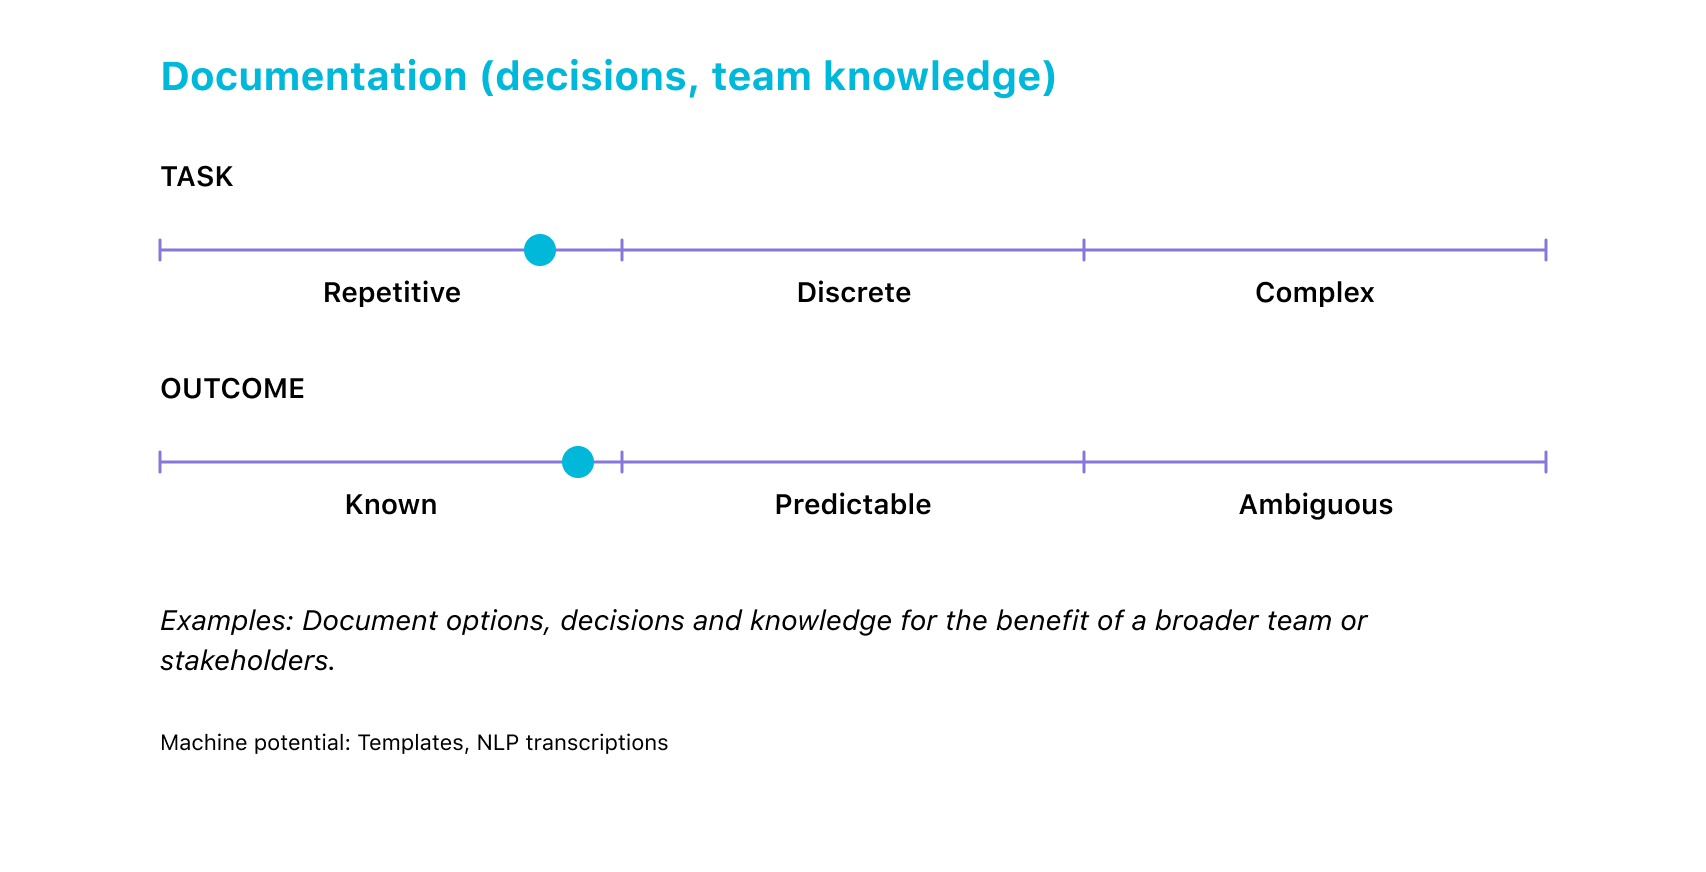 Documentation (decisions, team knowledge)
TASK
Repetitive Discrete Complex
OUTCOME
Known Predictable Ambiguous
Examples: Document options, decisions and knowledge for the benefit of a broader team or
stakeholders.
Machine potential: Templates, NLP transcriptions